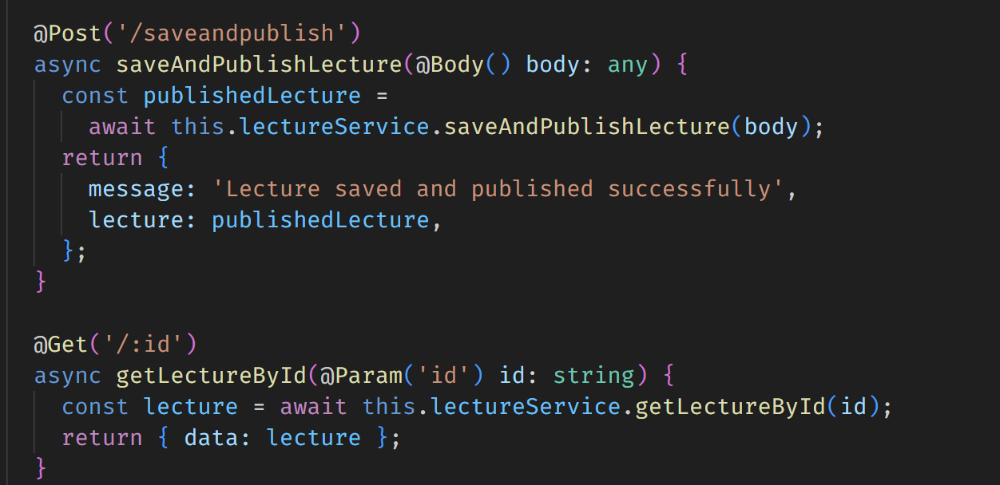 @Post('/saveandpublish')
async saveAndPublishLecture(@Body() body: any) {
  const publishedLecture =
    await this.lectureService.saveAndPublishLecture(body);
  return {
    message: 'Lecture saved and published successfully',
    lecture: publishedLecture,
  };
}

@Get('/:id')
async getLectureById(@Param('id') id: string) {
  const lecture = await this.lectureService.getLectureById(id);
  return { data: lecture };
}